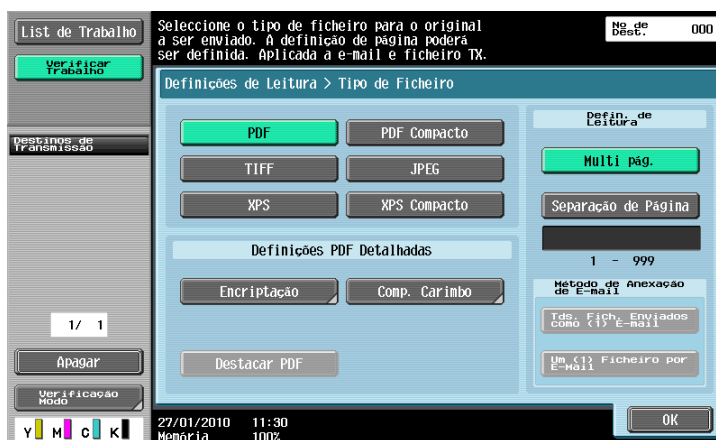 List de Trabalho
Verificar
Trabalho
Destinos de
Transmissão
1/ 1
Apagar
Verificação
Modo
Y M C K
Seleccione o tipo de ficheiro para o original
a ser enviado. A definição de página poderá
ser definida. Aplicada a e-mail e ficheiro TX.
Nº de
Dest.
000
Definições de Leitura > Tipo de Ficheiro
PDF
PDF Compacto
TIFF
JPEG
XPS
XPS Compacto
Definições PDF Detalhadas
Encriptação
Comp. Carimbo
Destacar PDF
Defin. de
Leitura
Multi pág.
Separação de Página
1 - 999
Método de Anexação
de E-mail
Tds. Fich. Enviados
como (1) E-mail
Um (1) Ficheiro por
E-Mail
27/01/2010 11:30
Memória 100%
OK